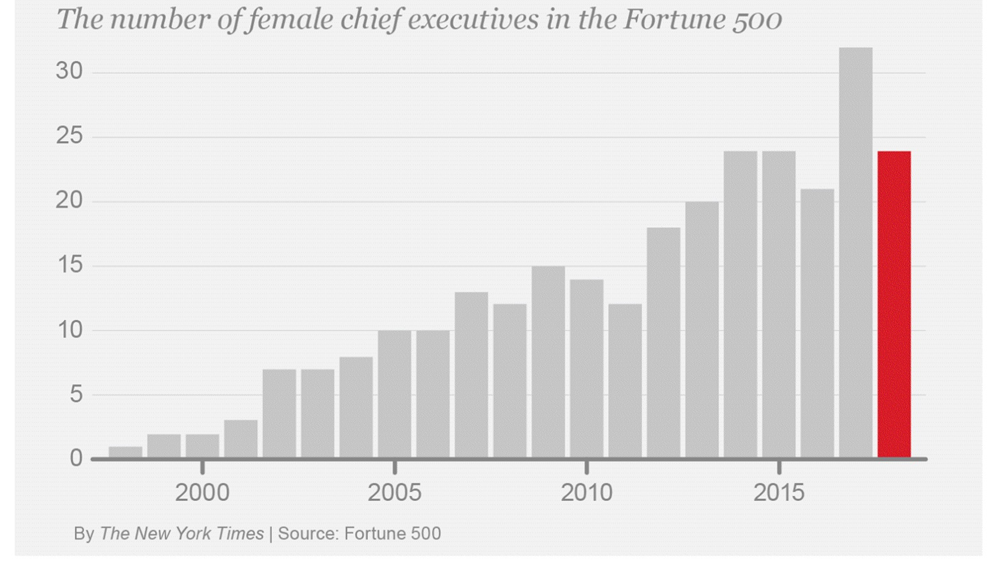 The number of female chief executives in the Fortune 500
30
25
20
15
10
5
0
2000 2005 2010 2015
By The New York Times | Source: Fortune 500